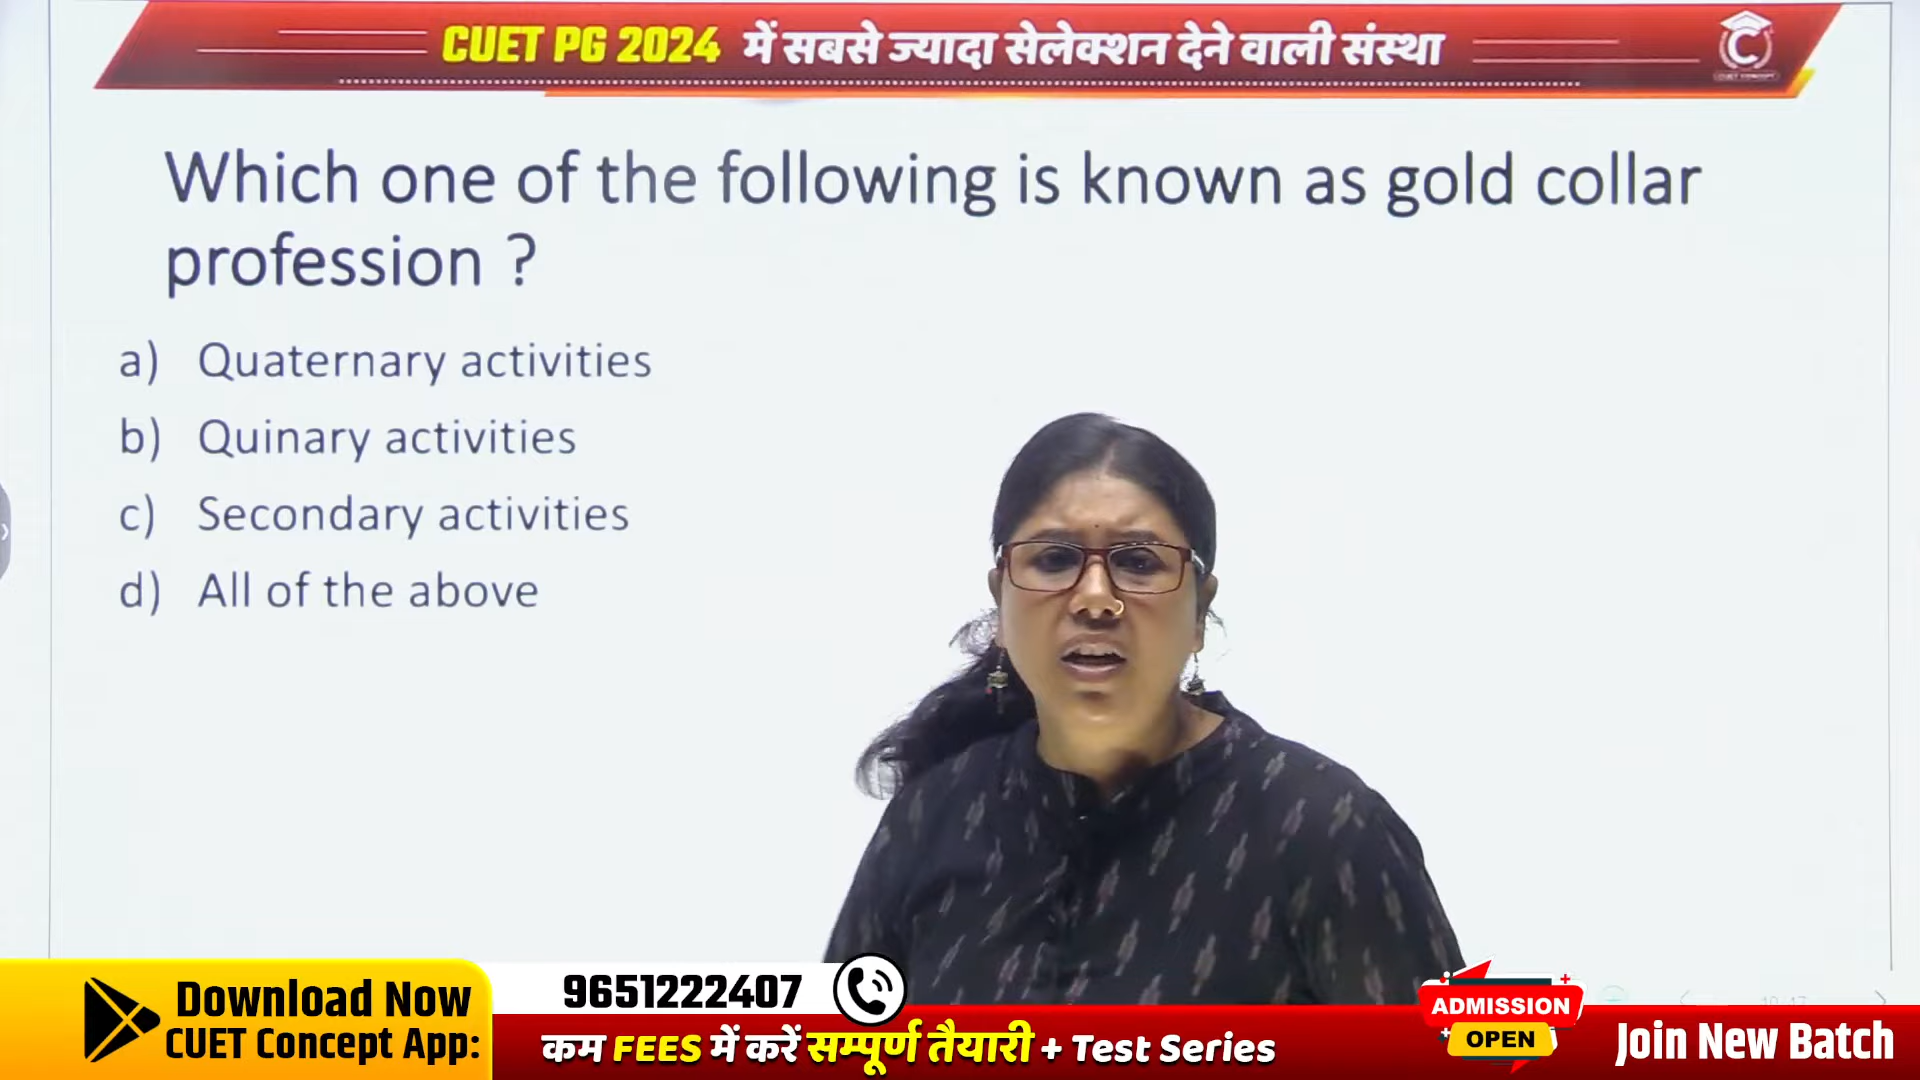 CUET PG 2024 में सबसे ज्यादा सेलेक्शन देने वाली संस्था
Which one of the following is known as gold collar
profession ?
a) Quaternary activities
b) Quinary activities
c) Secondary activities
d) All of the above
Download Now
CUET Concept App:
9651222407
कम FEES में करें सम्पूर्ण तैयारी + Test Series
ADMISSION
OPEN
Join New Batch